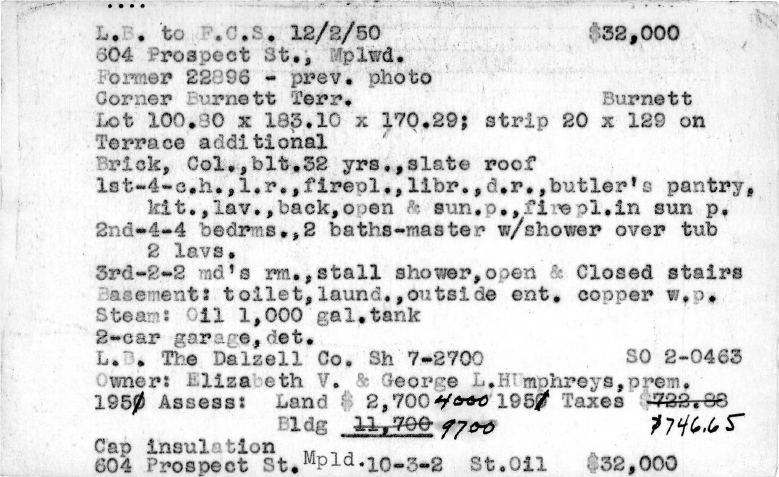 L.B. to F.C.S. 12/2/50 $32,000
604 Prospect St., Mplwd.
Former 22896 - prev. photo
Corner Burnett Terr. Burnett
Lot 100.80 x 183.10 x 170.29; strip 20 x 129 on
Terrace additional
Brick, Col.,blt.32 yrs.,slate roof
1st-4-c.h.,l.r.,firepl.,libr.,d.r.,butler's pantry,
kit.,lav.,back,open & sun.p.,firepl.in sun p.
2nd-4-4 bedrms.,2 baths-master w/shower over tub
2 lavs.
3rd-2-2 md's rm.,stall shower,open & Closed stairs
Basement: toilet,laund.,outside ent. copper w.p.
Steam: Oil 1,000 gal.tank
2-car garage,det.
L.B. The Dalzell Co. Sh 7-2700 SO 2-0463
Owner: Elizabeth V. & George L.HUmphreys,prem.
1951 Assess: Land $ 2,700 4000 1951 Taxes $722.88
Bldg 11,700 9700 $746.65
Cap insulation
604 Prospect St. Mpld. 10-3-2 St.Oil $32,000